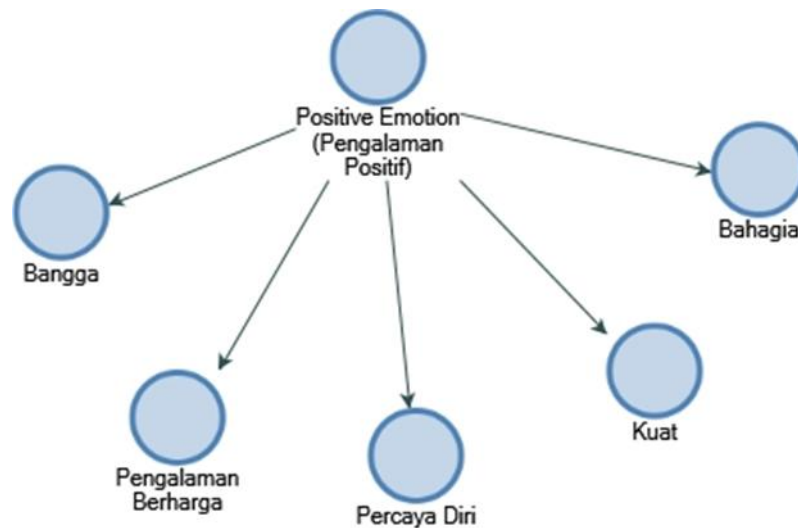 Positive Emotion
(Pengalaman
Positif)
Bangga
Bahagia
Pengalaman
Berharga
Percaya Diri
Kuat